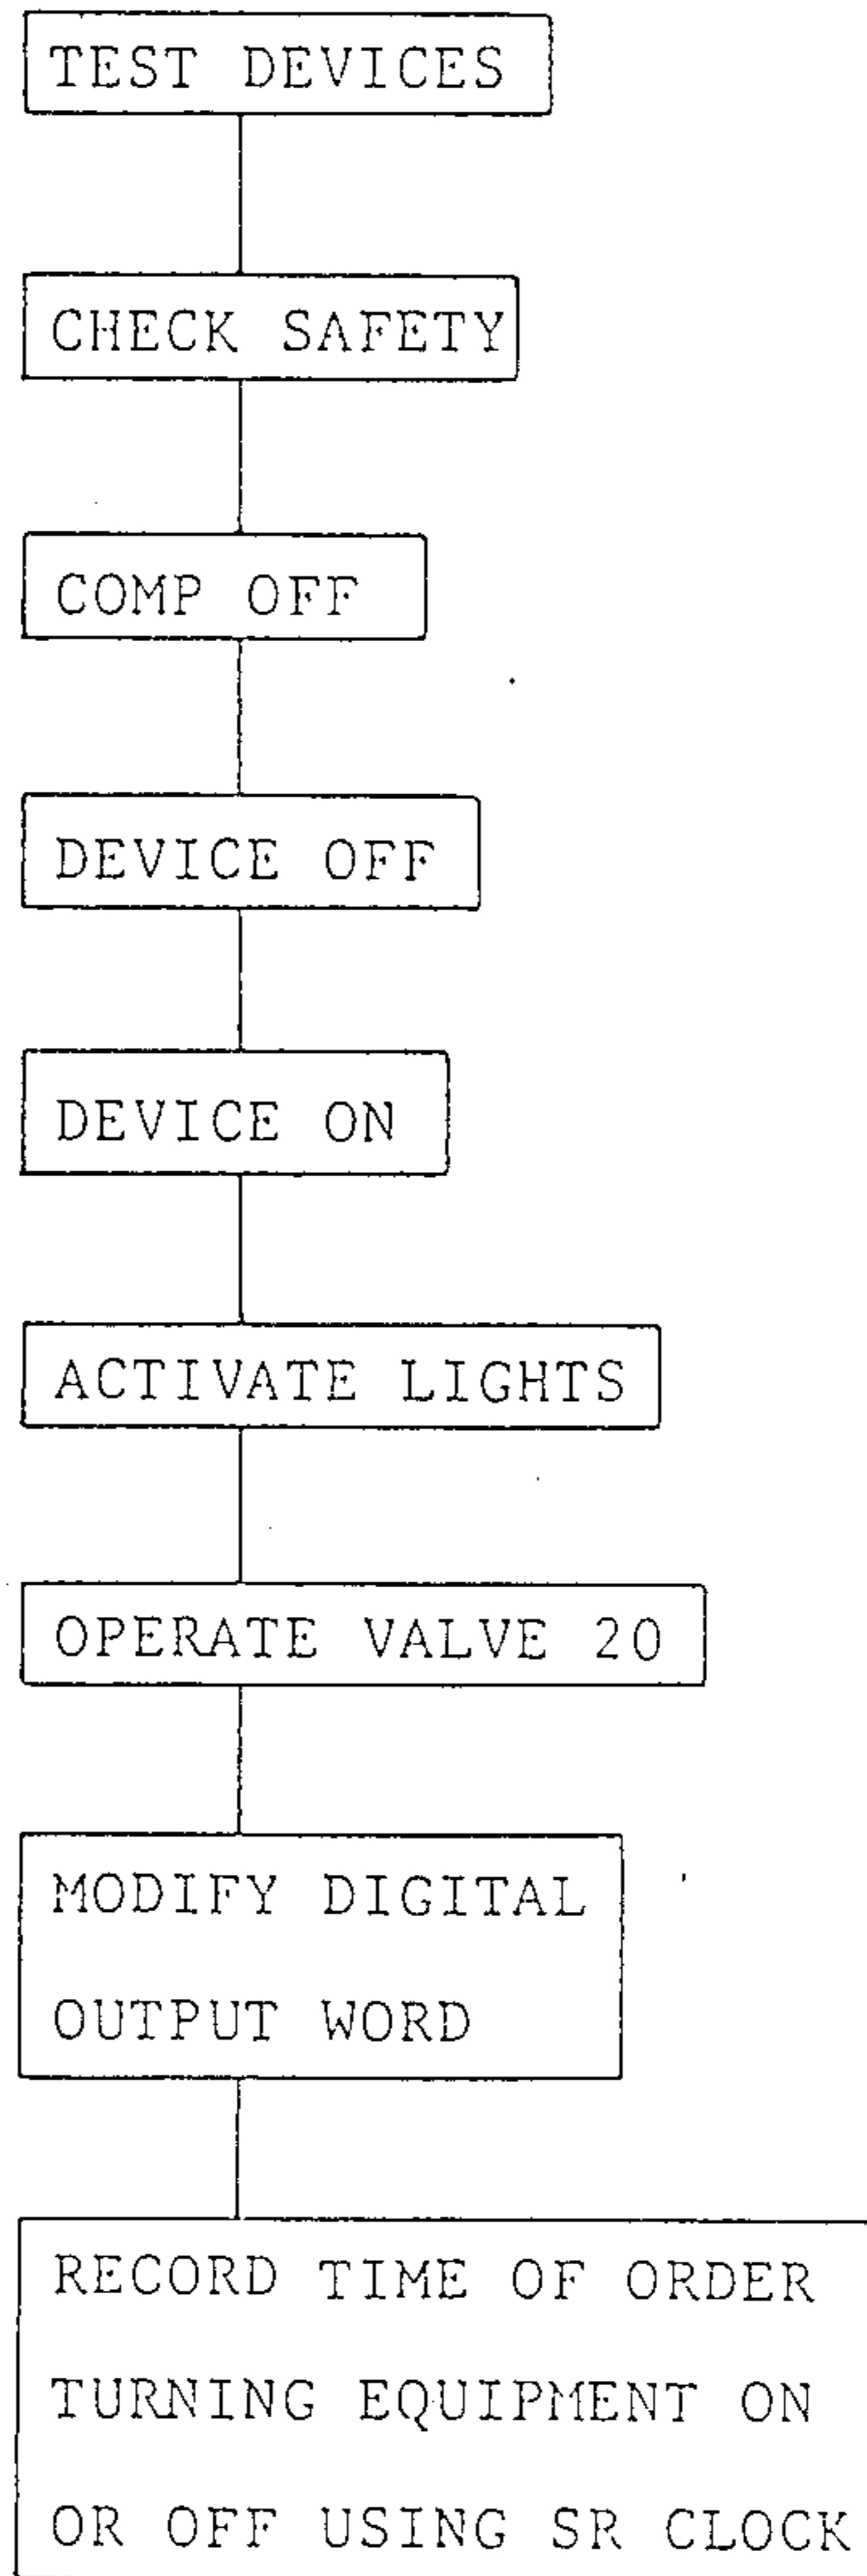 TEST DEVICES
CHECK SAFETY
COMP OFF
DEVICE OFF
DEVICE ON
ACTIVATE LIGHTS
OPERATE VALVE 20
MODIFY DIGITAL
OUTPUT WORD
RECORD TIME OF ORDER
TURNING EQUIPMENT ON
OR OFF USING SR CLOCK